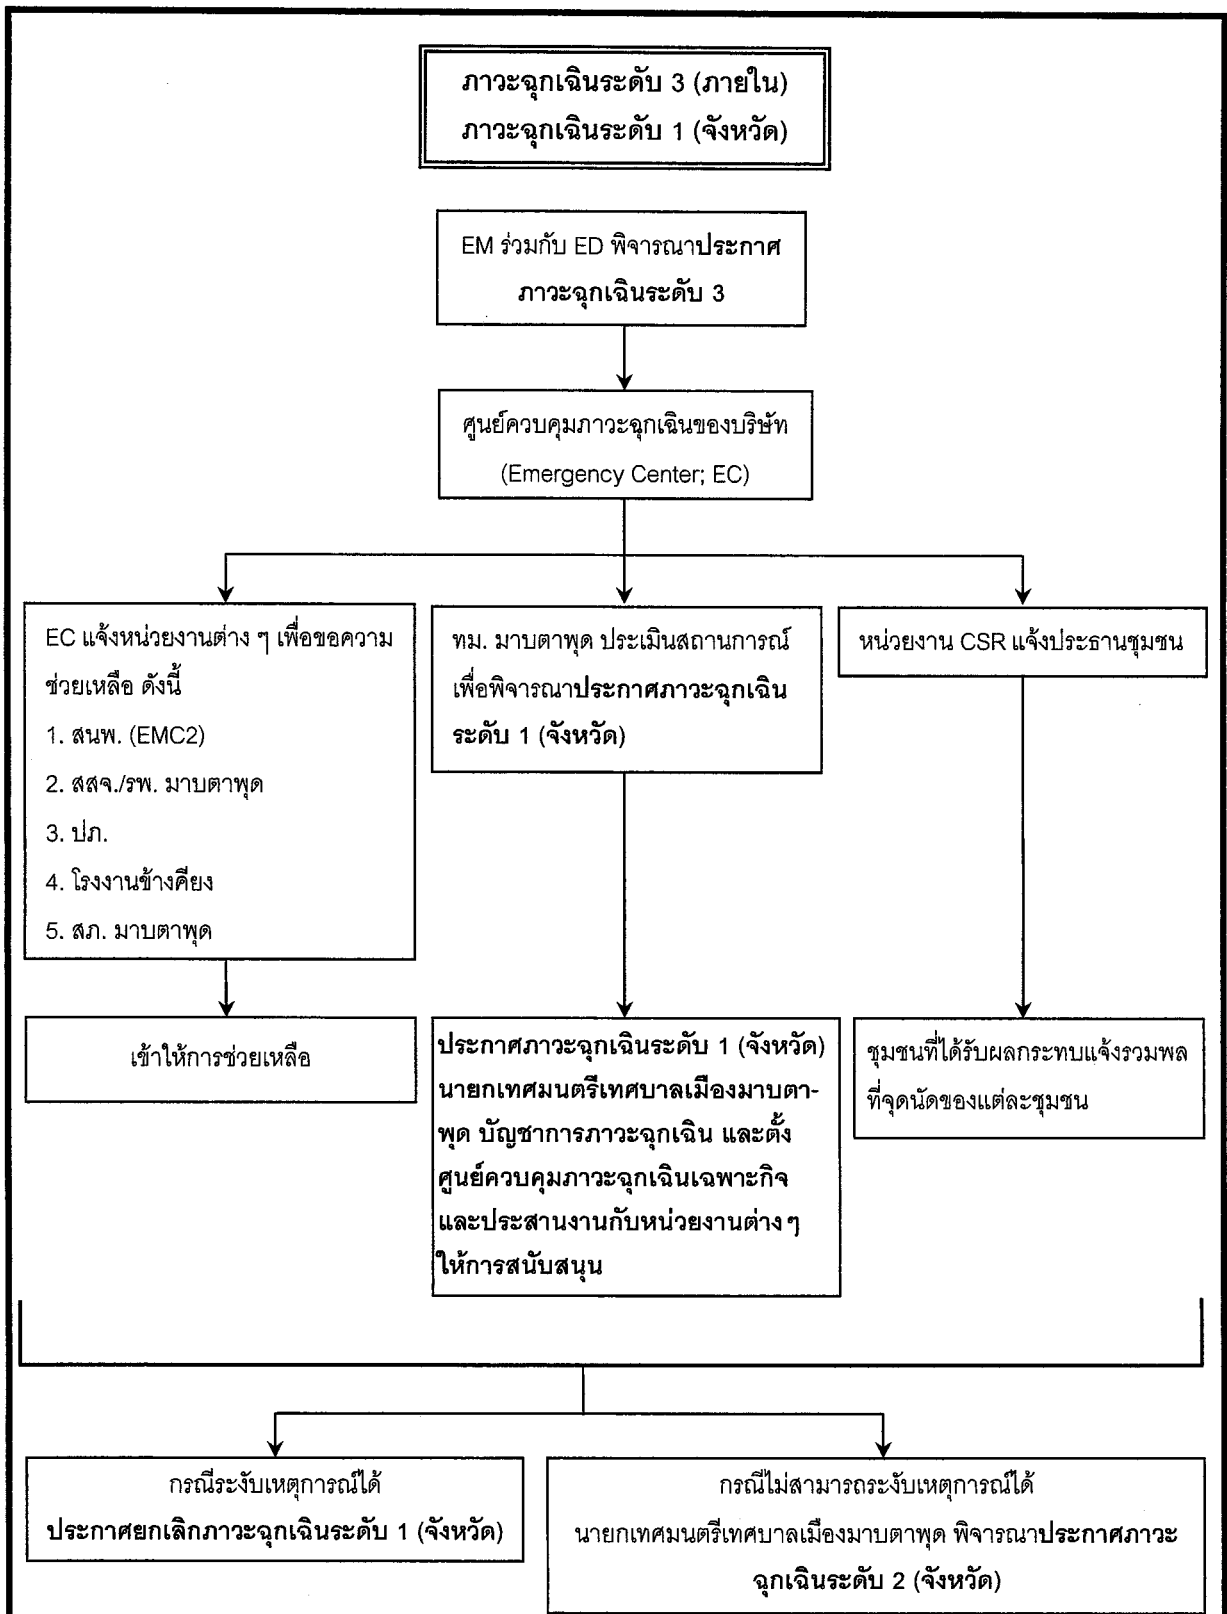 ภาวะฉุกเฉินระดับ 3 (ภายใน)
ภาวะฉุกเฉินระดับ 1 (จังหวัด)
EM ร่วมกับ ED พิจารณาประกาศ
ภาวะฉุกเฉินระดับ 3
ศูนย์ควบคุมภาวะฉุกเฉินของบริษัท
(Emergency Center; EC)
EC แจ้งหน่วยงานต่าง ๆ เพื่อขอความ
ช่วยเหลือ ดังนี้
1. สนพ. (EMC2)
2. สสจ./รพ. มาบตาพุด
3. ปภ.
4. โรงงานข้างคียง
5. สภ. มาบตาพุด
ทม. มาบตาพุด ประเมินสถานการณ์
เพื่อพิจารณาประกาศภาวะฉุกเฉิน
ระดับ 1 (จังหวัด)
หน่วยงาน CSR แจ้งประธานชุมชน
เข้าให้การช่วยเหลือ
ประกาศภาวะฉุกเฉินระดับ 1 (จังหวัด)
นายกเทศมนตรีเทศบาลเมืองมาบตา-
พุด บัญชาการภาวะฉุกเฉิน และตั้ง
ศูนย์ควบคุมภาวะฉุกเฉินเฉพาะกิจ
และประสานงานกับหน่วยงานต่าง ๆ
ให้การสนับสนุน
ชุมชนที่ได้รับผลกระทบแจ้งรวมพล
ที่จุดนัดของแต่ละชุมชน
กรณีระงับเหตุการณ์ได้
ประกาศยกเลิกภาวะฉุกเฉินระดับ 1 (จังหวัด)
กรณีไม่สามารถระงับเหตุการณ์ได้
นายกเทศมนตรีเทศบาลเมืองมาบตาพุด พิจารณาประกาศภาวะ
ฉุกเฉินระดับ 2 (จังหวัด)